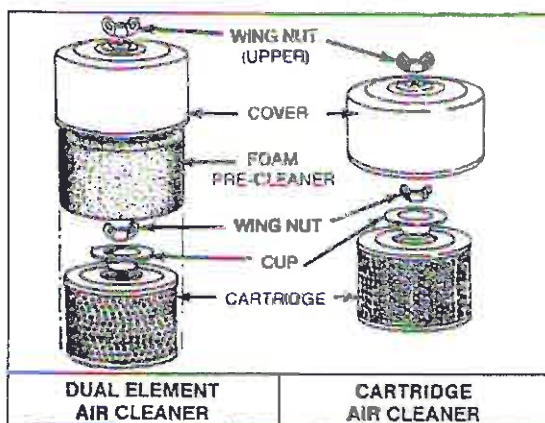 WING NUT
(UPPER)
COVER
FOAM
PRE-CLEANER
WING NUT
CUP
CARTRIDGE
DUAL ELEMENT
AIR CLEANER
CARTRIDGE
AIR CLEANER